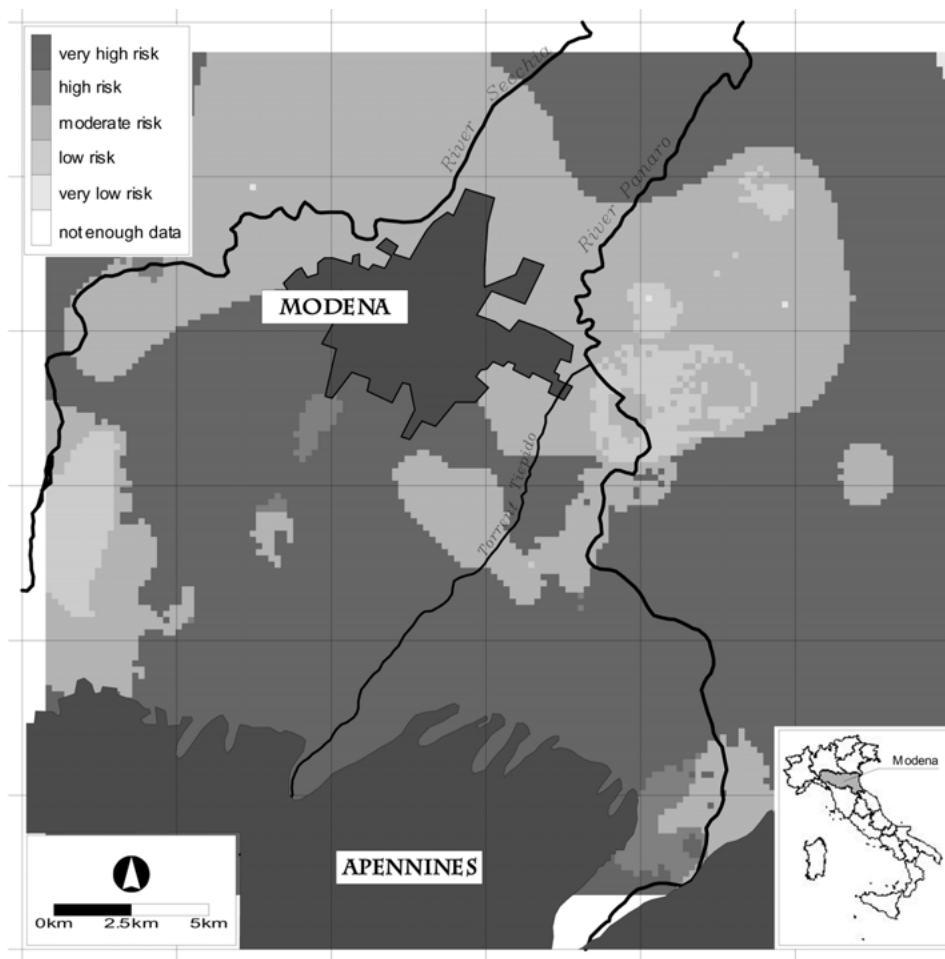 very high risk
high risk
moderate risk
low risk
very low risk
not enough data
River Secchia
River Panaro
MODENA
Torrent Tiepido
Modena
APENNINES
0km 2.5km 5km